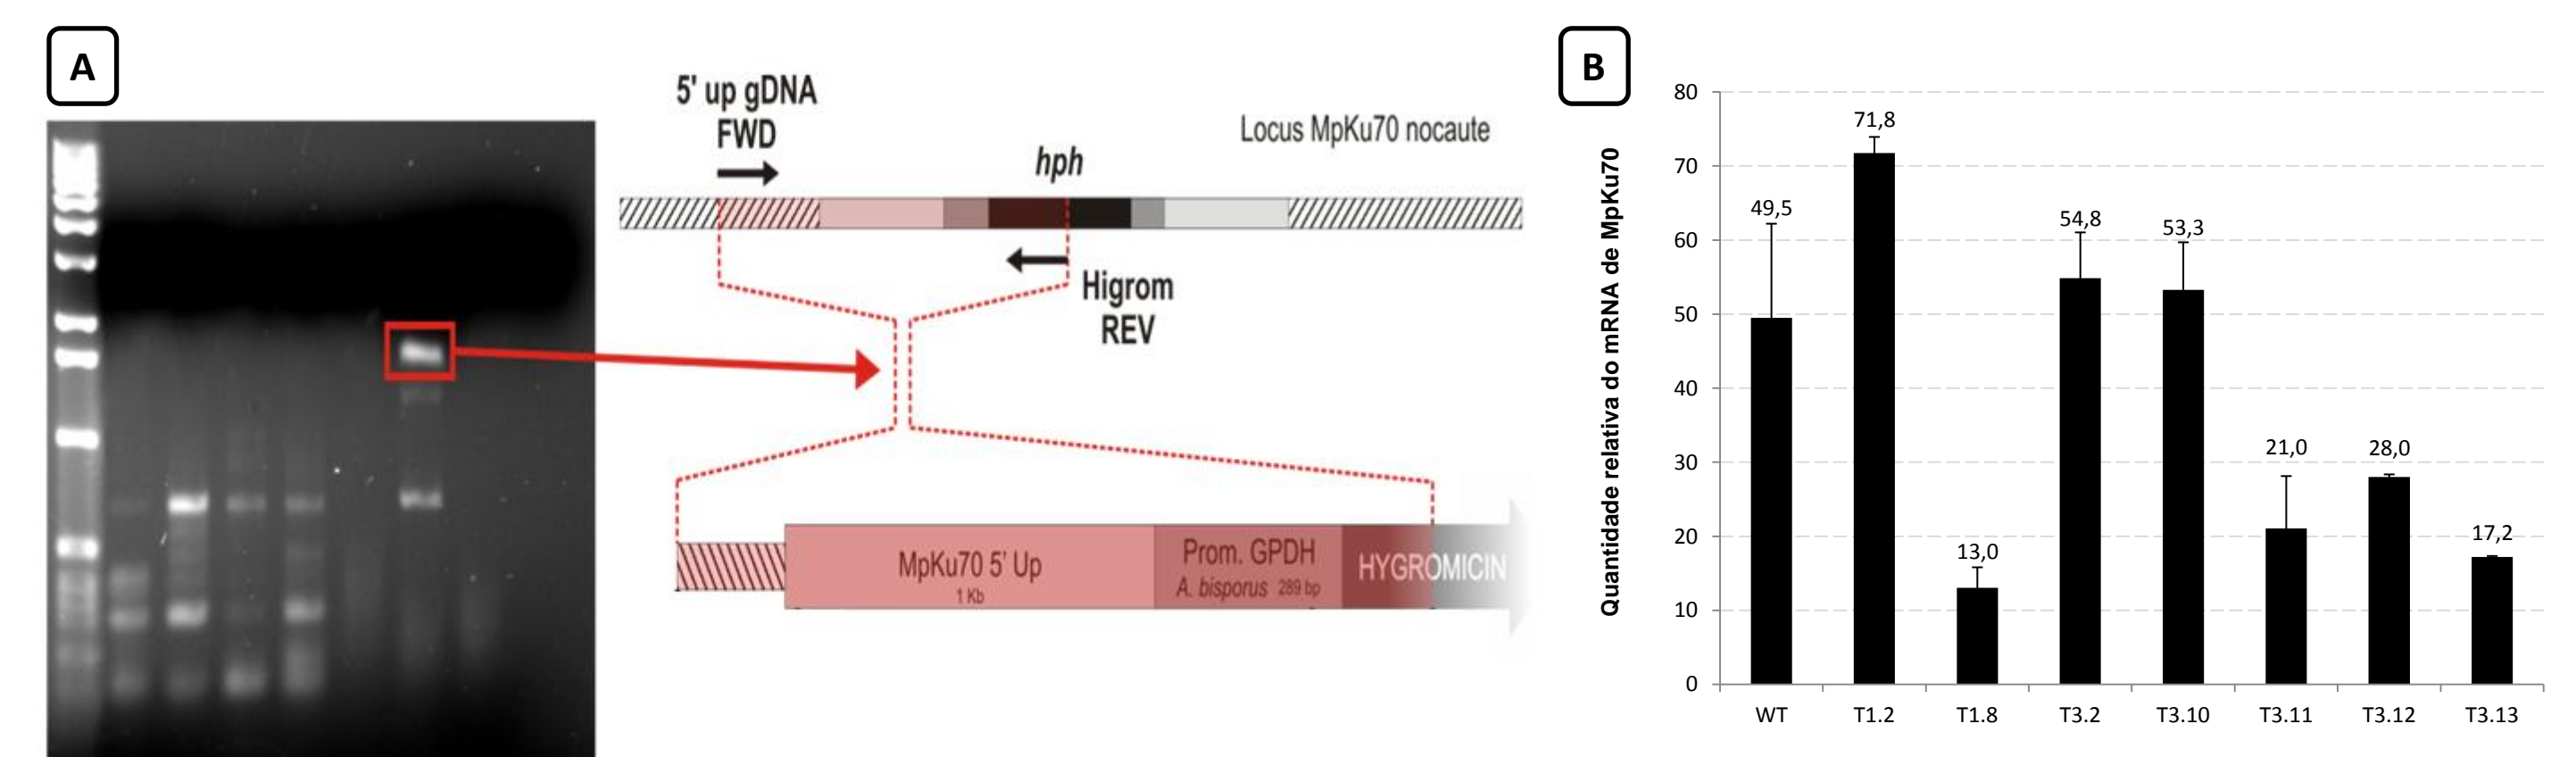 A
5' up gDNA
FWD
hph
Locus MpKu70 nocaute
Higrom
REV
MpKu70 5' Up
1 Kb
Prom. GPDH
A. bisporus 289 bp
HYGROMICIN
B
Quantidade relativa do mRNA de MpKu70
80
70
60
50
40
30
20
10
0
49,5
71,8
13,0
54,8
53,3
21,0
28,0
17,2
WT
T1.2
T1.8
T3.2
T3.10
T3.11
T3.12
T3.13